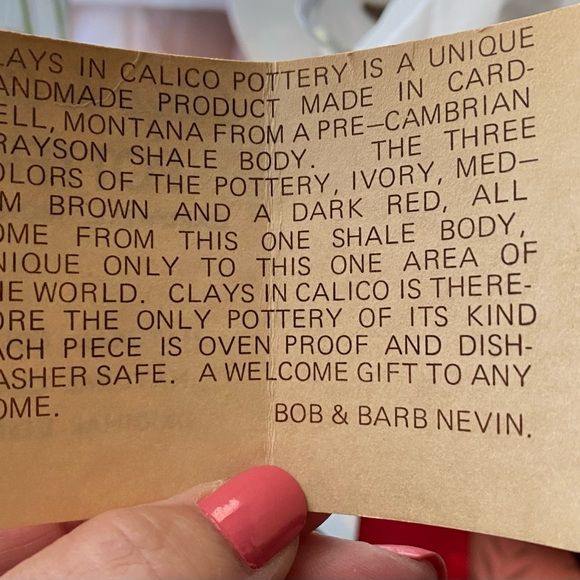 LAYS IN CALICO POTTERY IS A UNIQUE
ANDMADE PRODUCT MADE IN CARD-
ELL, MONTANA FROM A PRE-CAMBRIAN
RAYSON SHALE BODY. THE THREE
OLORS OF THE POTTERY, IVORY, MED-
M BROWN AND A DARK RED, ALL
OME FROM THIS ONE SHALE BODY,
NIQUE ONLY TO THIS ONE AREA OF
HE WORLD. CLAYS IN CALICO IS THERE-
ORE THE ONLY POTTERY OF ITS KIND
ACH PIECE IS OVEN PROOF AND DISH-
ASHER SAFE. A WELCOME GIFT TO ANY
OME.
BOB & BARB NEVIN.